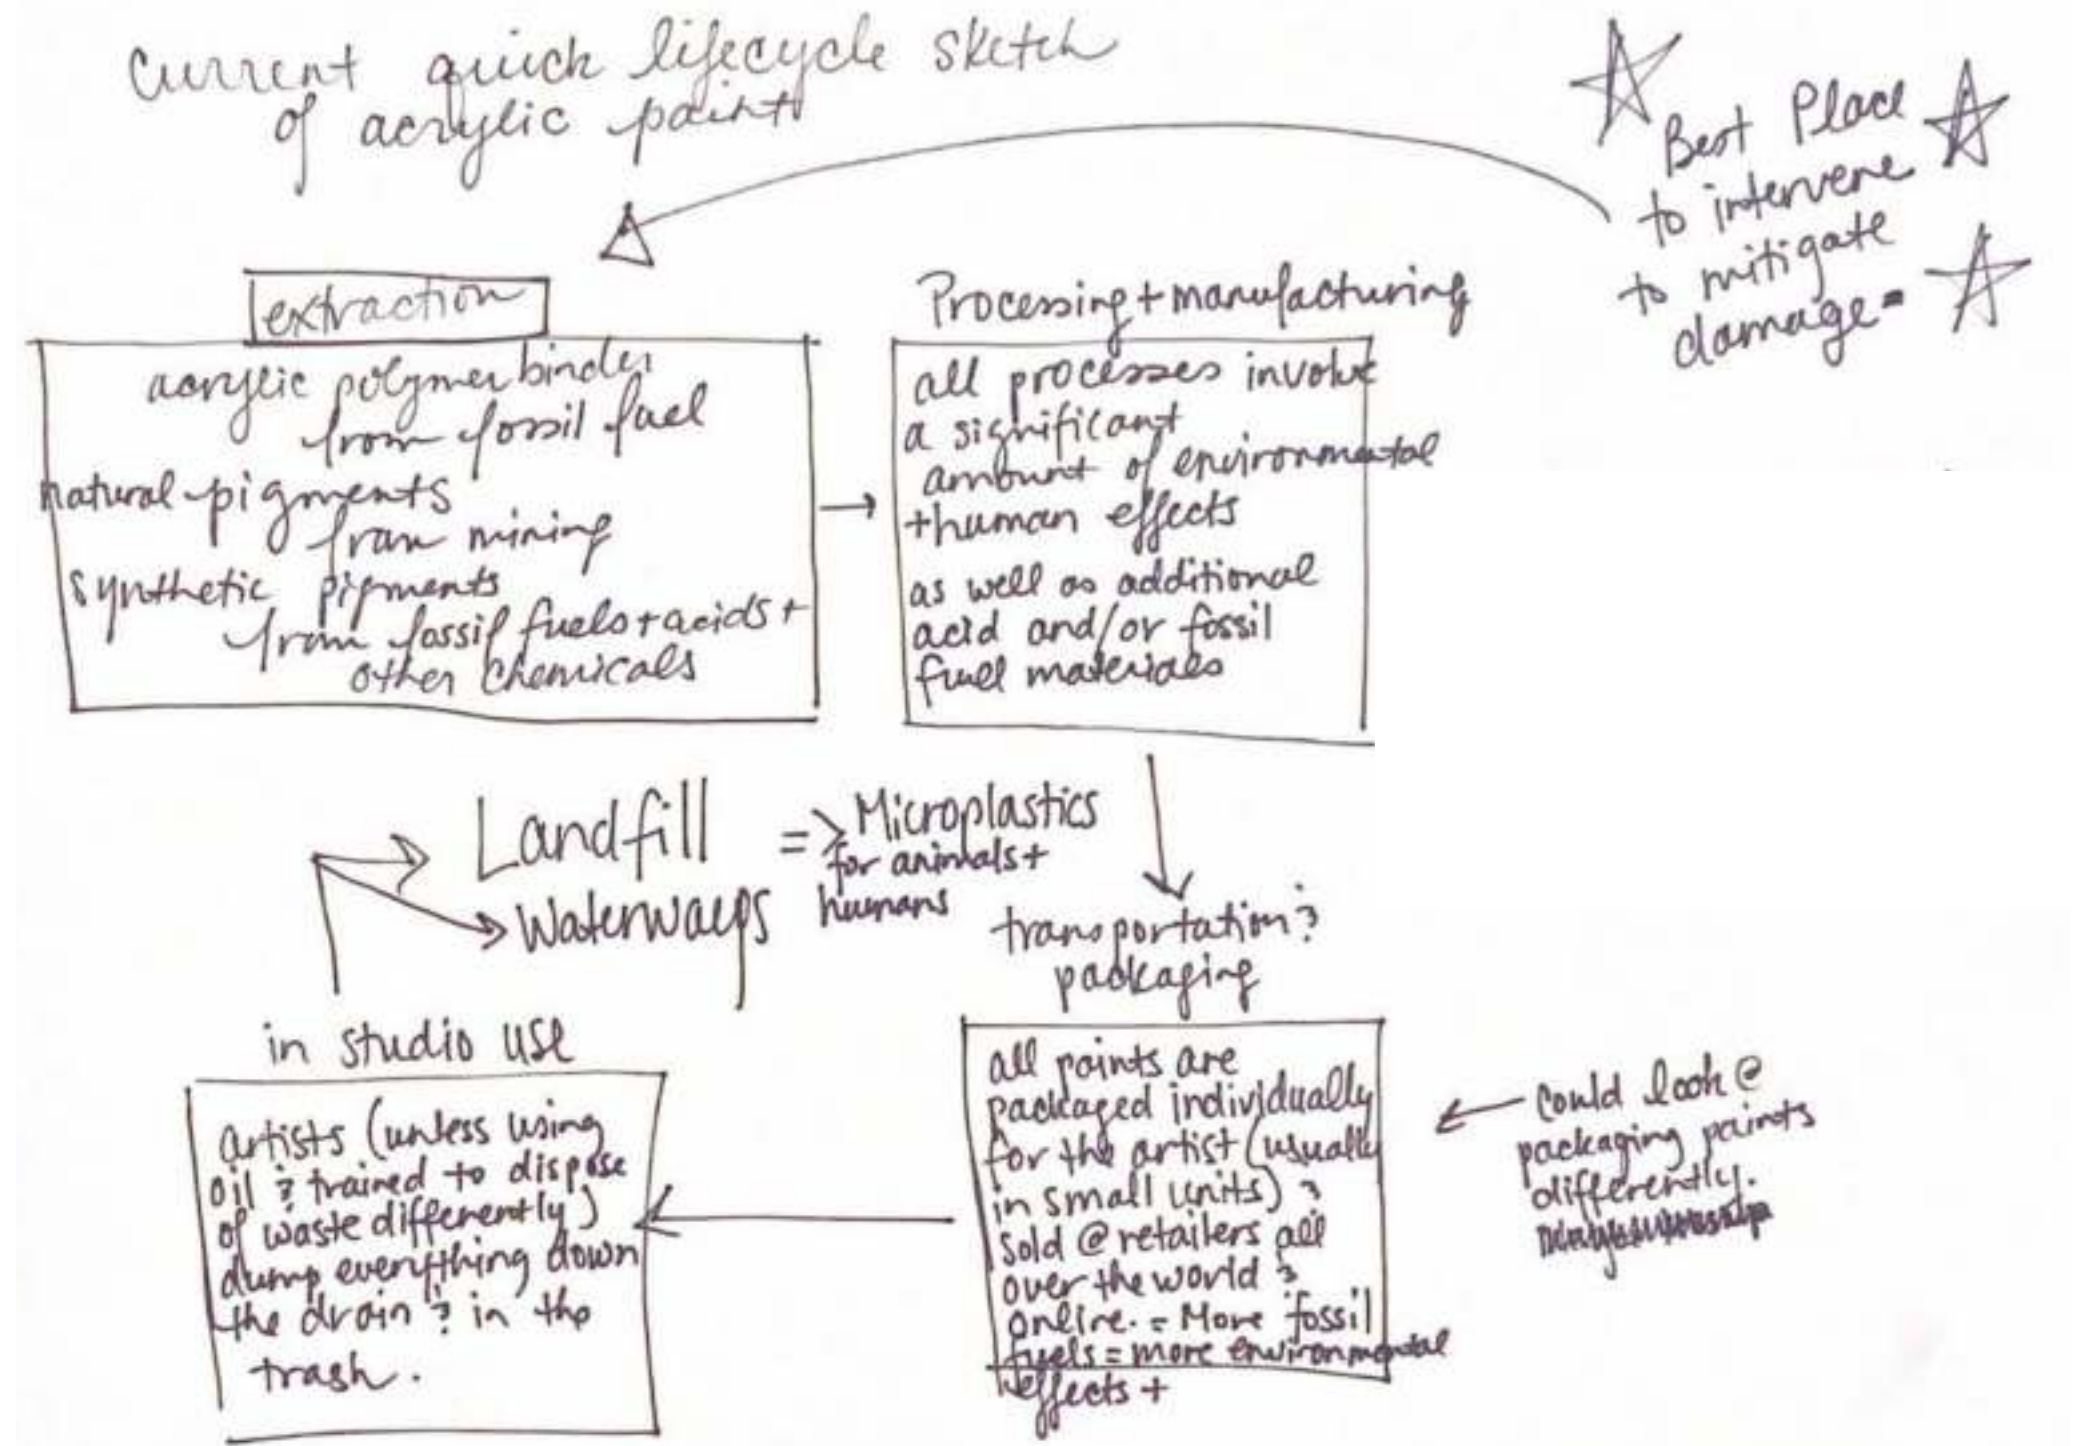 Current quick lifecycle sketch
of acrylic paint
Best Place
to intervene
to mitigate
damage =
extraction
acrylic polymer binder
from fossil fuel
natural pigments
from mining
synthetic pigments
from fossil fuels + acids +
other chemicals
Processing + manufacturing
all processes involve
a significant
amount of environmental
+ human effects
as well as additional
acid and/or fossil
fuel materials
Landfill => Microplastics
for animals +
humans
Waterways
transportation &
packaging
all paints are
packaged individually
for the artist (usually
in small units) &
sold @ retailers all
over the world &
online. = More fossil
fuels = more environmental
effects +
could look @
packaging paints
differently.
in studio use
artists (unless using
oil & trained to dispose
of waste differently)
dump everything down
the drain & in the
trash.